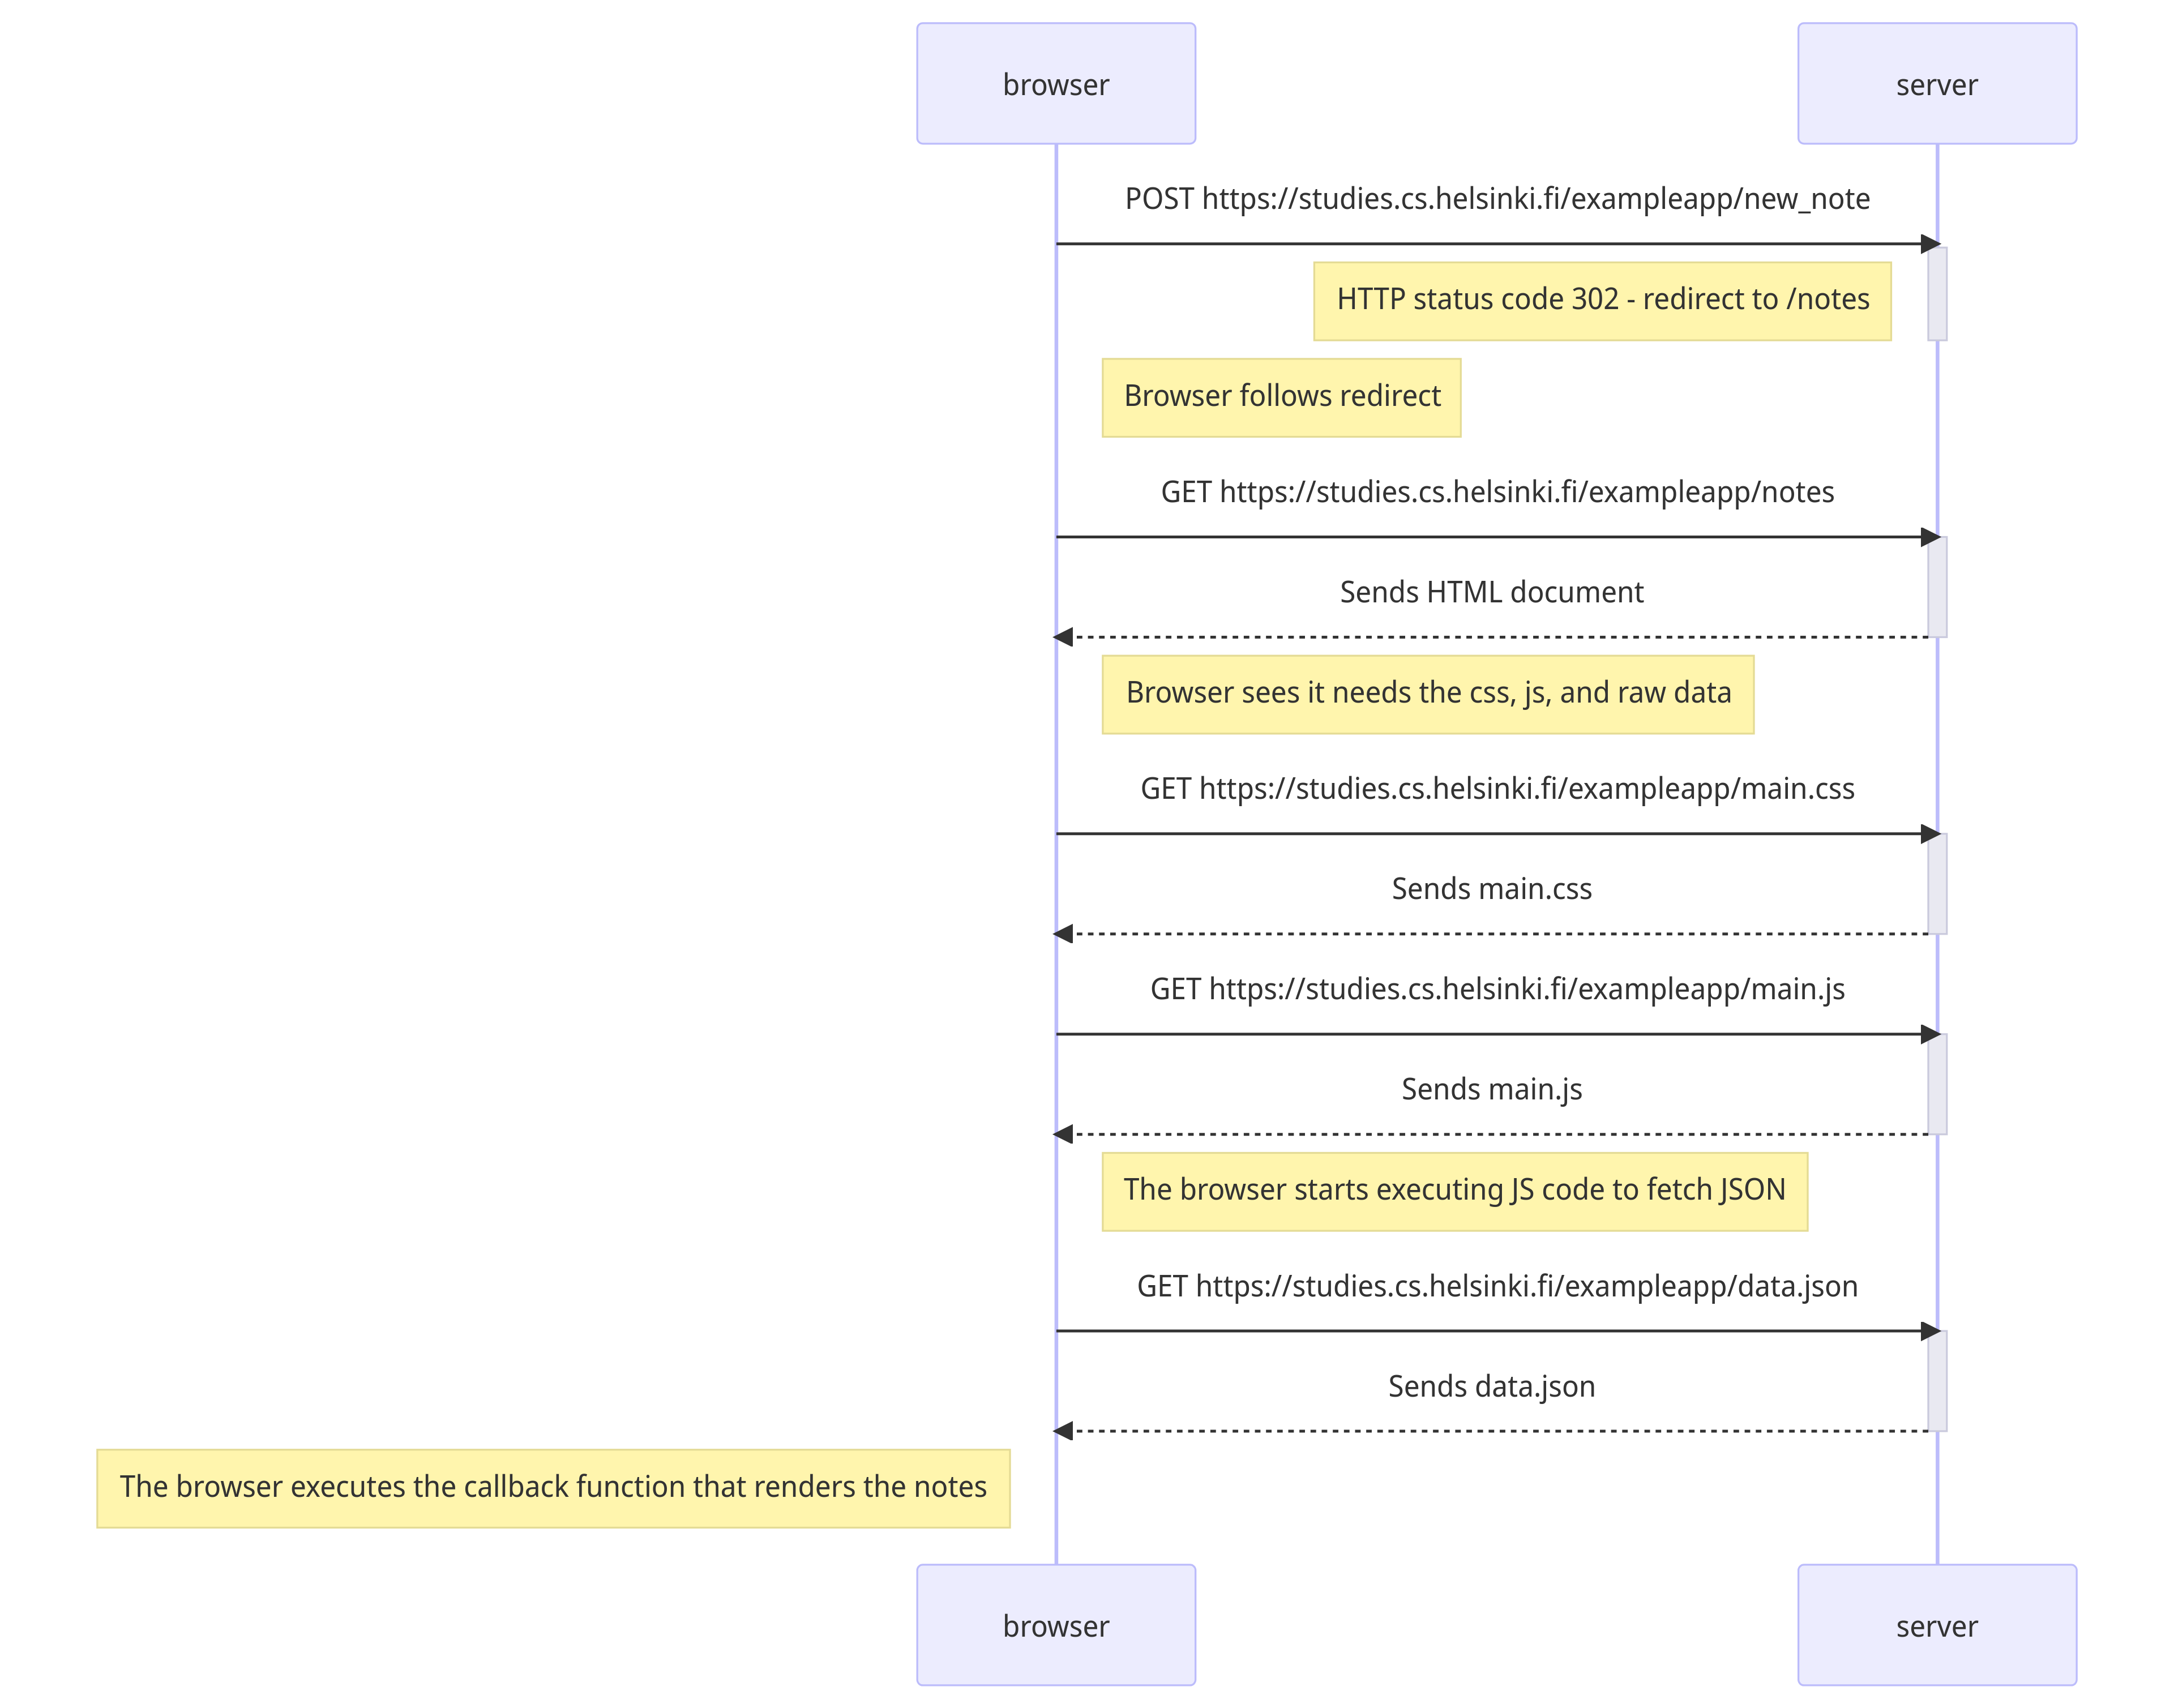 browser
server
POST https://studies.cs.helsinki.fi/exampleapp/new_note
HTTP status code 302 - redirect to /notes
Browser follows redirect
GET https://studies.cs.helsinki.fi/exampleapp/notes
Sends HTML document
Browser sees it needs the css, js, and raw data
GET https://studies.cs.helsinki.fi/exampleapp/main.css
Sends main.css
GET https://studies.cs.helsinki.fi/exampleapp/main.js
Sends main.js
The browser starts executing JS code to fetch JSON
GET https://studies.cs.helsinki.fi/exampleapp/data.json
Sends data.json
The browser executes the callback function that renders the notes
browser
server